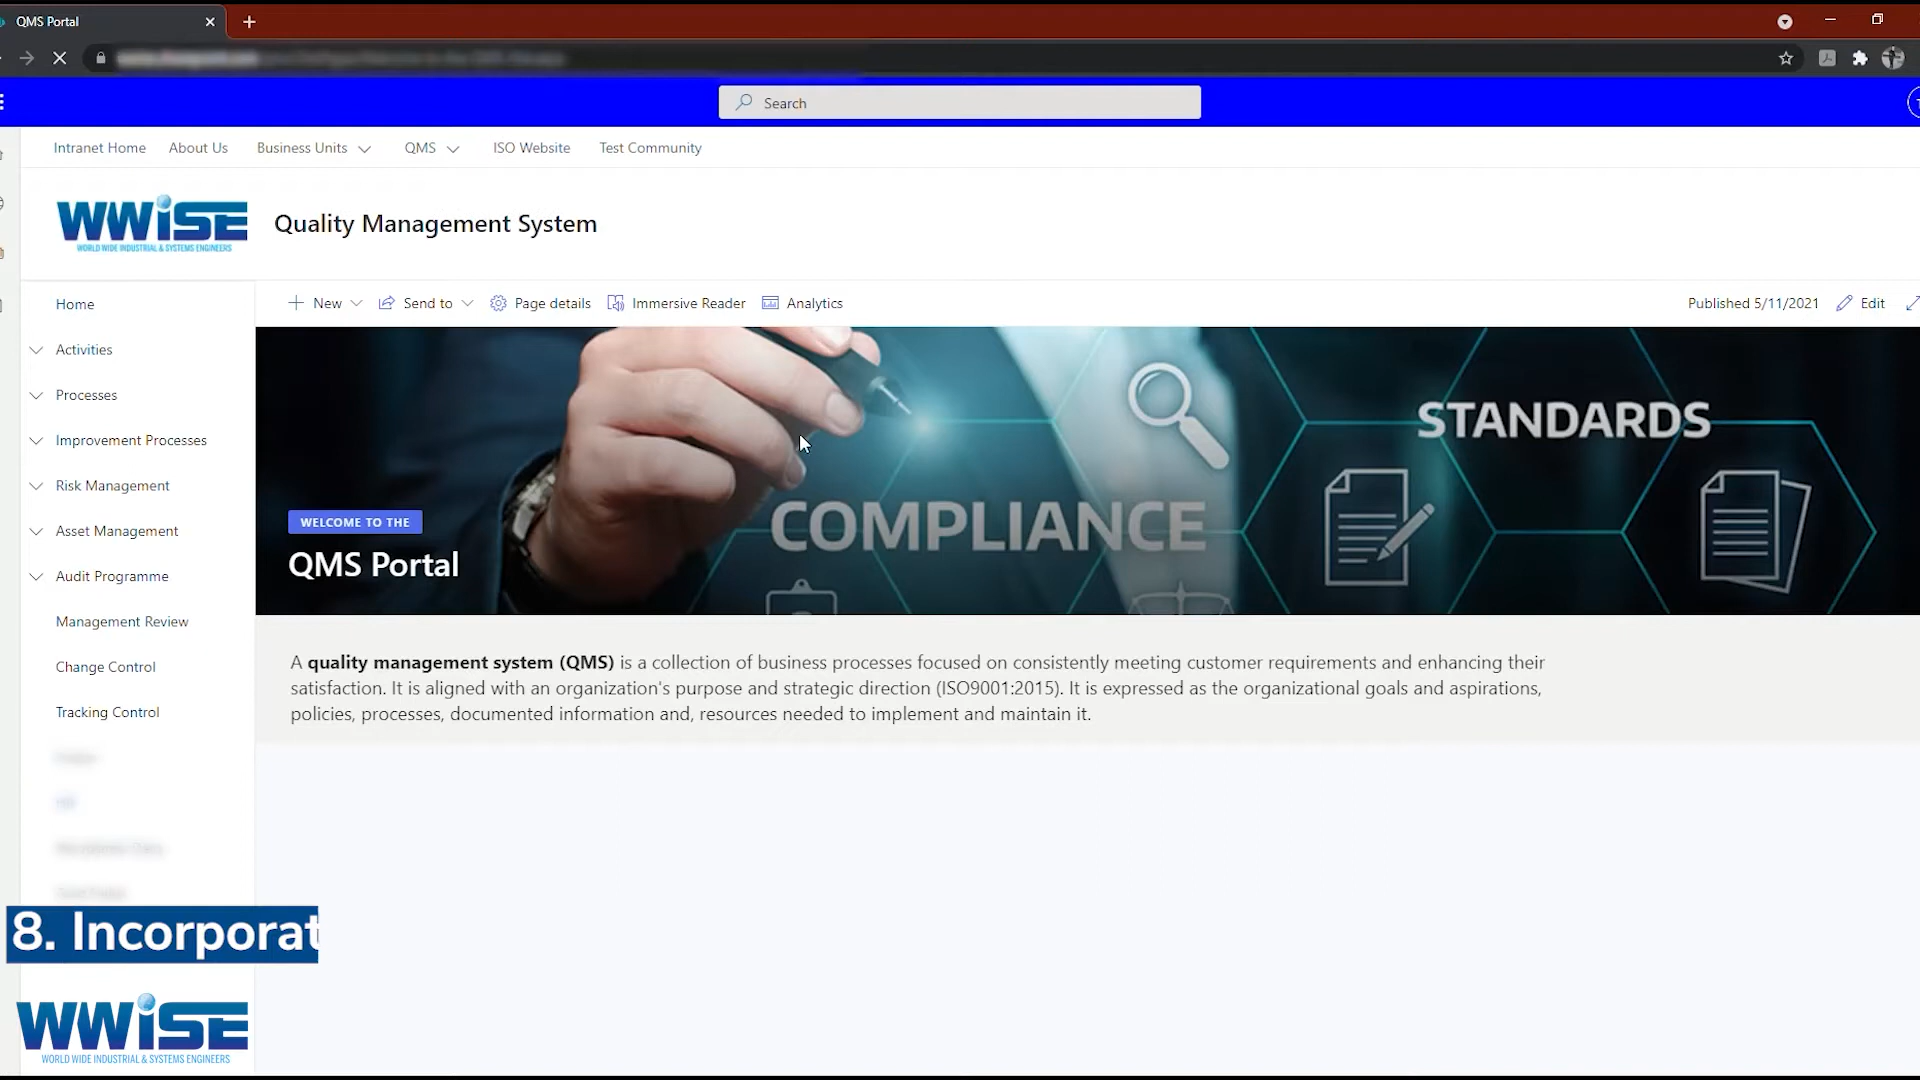 QMS Portal
Search
Intranet Home About Us Business Units QMS ISO Website Test Community
WWiSE
WORLD WIDE INDUSTRIAL & SYSTEMS ENGINEERS
Quality Management System
New Send to Page details Immersive Reader Analytics
Published 5/11/2021 Edit
Home
Activities
Processes
Improvement Processes
Risk Management
Asset Management
Audit Programme
Management Review
Change Control
Tracking Control
STANDARDS
COMPLIANCE
WELCOME TO THE
QMS Portal
A quality management system (QMS) is a collection of business processes focused on consistently meeting customer requirements and enhancing their
satisfaction. It is aligned with an organization's purpose and strategic direction (ISO9001:2015). It is expressed as the organizational goals and aspirations,
policies, processes, documented information and, resources needed to implement and maintain it.
8. Incorporat
WWiSE
WORLD WIDE INDUSTRIAL & SYSTEMS ENGINEERS